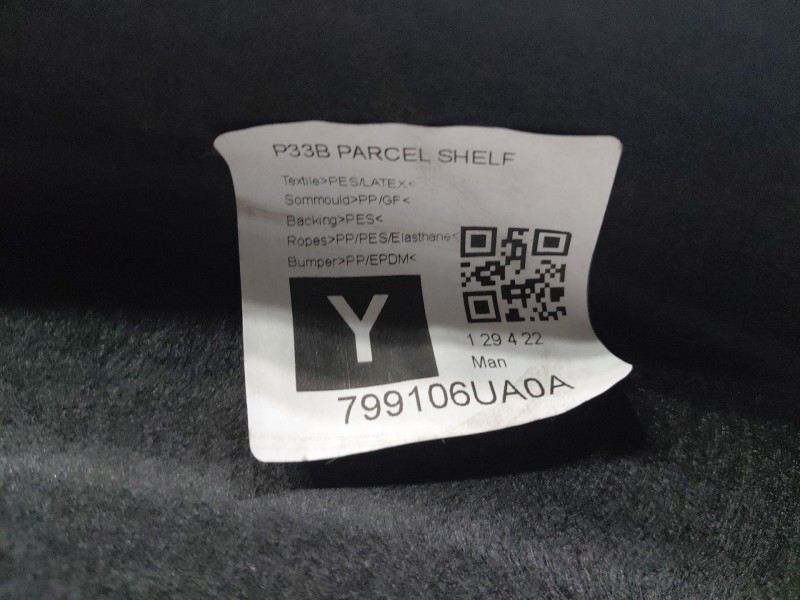 P33B PARCEL SHELF
Textile>PES/LATEX<
Sommould>PP/GF<
Backing>PES<
Ropes>PP/PES/Elasthane<
Bumper>PP/EPDM<
Y
1 29 4 22
Man
799106UA0A